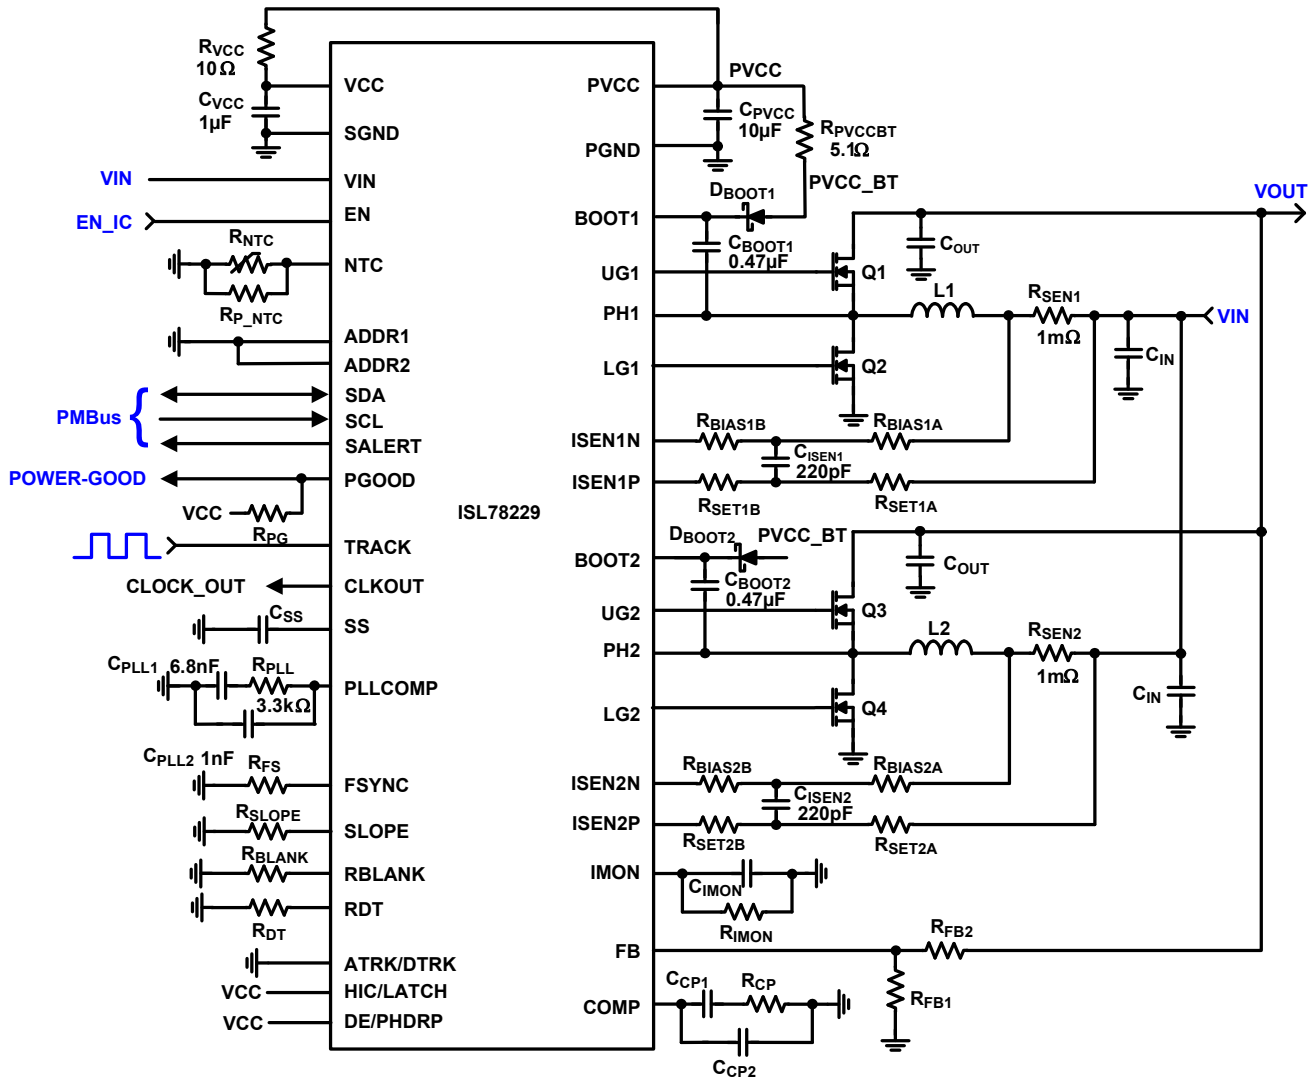 RVCC
10Ω
CVCC
1µF
VIN
EN_IC
RNTC
RP_NTC
PMBus
POWER-GOOD
VCC
RPG
CLOCK_OUT
CSS
CPLL1 6.8nF
RPLL
3.3kΩ
CPLL2 1nF
RFS
RSLOPE
RBLANK
RDT
VCC
VCC
VCC
SGND
VIN
EN
NTC
ADDR1
ADDR2
SDA
SCL
SALERT
PGOOD
TRACK
CLKOUT
SS
PLLCOMP
FSYNC
SLOPE
RBLANK
RDT
ATRK/DTRK
HIC/LATCH
DE/PHDRP
ISL78229
PVCC
PGND
BOOT1
UG1
PH1
LG1
ISEN1N
ISEN1P
BOOT2
UG2
PH2
LG2
ISEN2N
ISEN2P
IMON
FB
COMP
PVCC
CPVCC
10µF
RPVCCBT
5.1Ω
PVCC_BT
DBOOT1
CBOOT1
0.47µF
Q1
COUT
VOUT
L1
RSEN1
1mΩ
VIN
CIN
Q2
RBIAS1B
RBIAS1A
CISEN1
220pF
RSET1B
RSET1A
DBOOT2
PVCC_BT
CBOOT2
0.47µF
COUT
Q3
L2
RSEN2
1mΩ
CIN
Q4
RBIAS2B
RBIAS2A
CISEN2
220pF
RSET2B
RSET2A
CIMON
RIMON
RFB2
RFB1
CCP1
RCP
CCP2